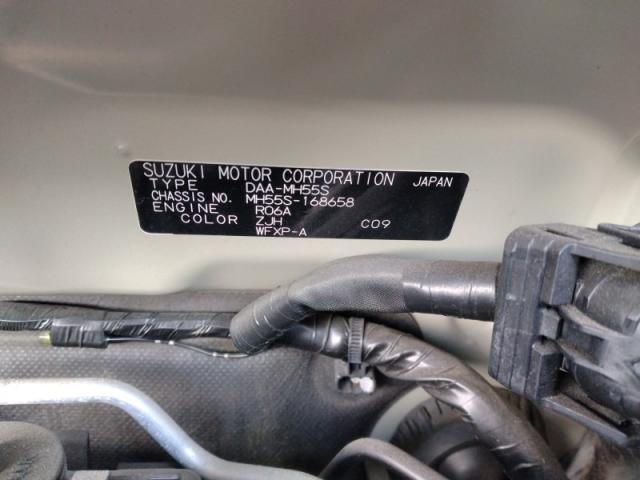 SUZUKI MOTOR CORPORATION JAPAN
TYPE DAA-MH55S
CHASSIS NO. MH55S-168658
ENGINE R06A
COLOR ZJH C09
WFXP-A